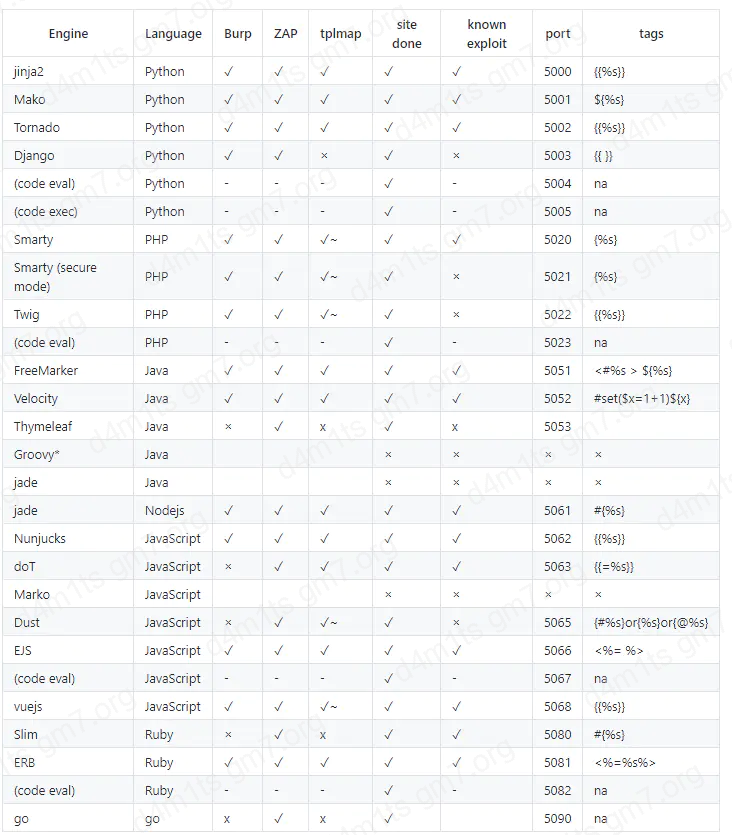 Engine Language Burp ZAP tplmap site done known exploit port tags
jinja2 Python ✓ ✓ ✓ ✓ ✓ 5000 {{%s}}
Mako Python ✓ ✓ ✓ ✓ ✓ 5001 ${%s}
Tornado Python ✓ ✓ ✓ ✓ ✓ 5002 {{%s}}
Django Python ✓ ✓ × ✓ × 5003 {{ }}
(code eval) Python - - - ✓ - 5004 na
(code exec) Python - - - ✓ - 5005 na
Smarty PHP ✓ ✓ ✓~ ✓ ✓ 5020 {%s}
Smarty (secure mode) PHP ✓ ✓ ✓~ ✓ × 5021 {%s}
Twig PHP ✓ ✓ ✓~ ✓ × 5022 {{%s}}
(code eval) PHP - - - ✓ - 5023 na
FreeMarker Java ✓ ✓ ✓ ✓ ✓ 5051 <#%s > ${%s}
Velocity Java ✓ ✓ ✓ ✓ ✓ 5052 #set($x=1+1)${x}
Thymeleaf Java × ✓ x ✓ x 5053
Groovy* Java × × × ×
jade Java × × × ×
jade Nodejs ✓ ✓ ✓ ✓ ✓ 5061 #{%s}
Nunjucks JavaScript ✓ ✓ ✓ ✓ ✓ 5062 {{%s}}
doT JavaScript × ✓ ✓ ✓ ✓ 5063 {{=%s}}
Marko JavaScript × × × ×
Dust JavaScript × ✓ ✓~ ✓ × 5065 {#%s}or{%s}or{@%s}
EJS JavaScript ✓ ✓ ✓ ✓ ✓ 5066 <%= %>
(code eval) JavaScript - - - ✓ - 5067 na
vuejs JavaScript ✓ ✓ ✓~ ✓ ✓ 5068 {{%s}}
Slim Ruby × ✓ x ✓ ✓ 5080 #{%s}
ERB Ruby ✓ ✓ ✓ ✓ ✓ 5081 <%=%s%>
(code eval) Ruby - - - ✓ - 5082 na
go go x ✓ x ✓ 5090 na
d4m1ts.gm7.org